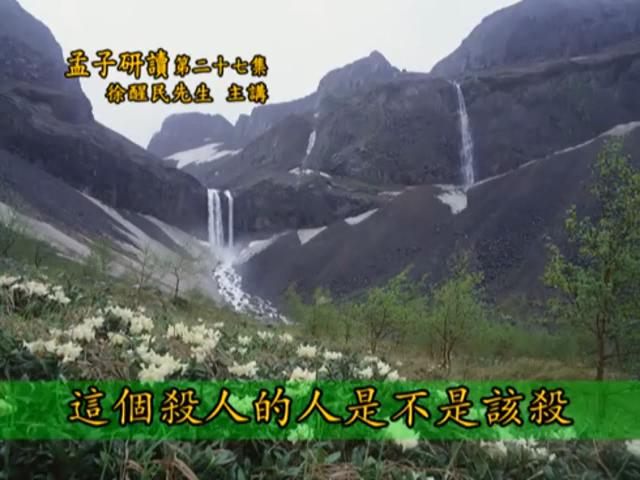 孟子研讀 第二十七集
徐醒民先生 主講
這個殺人的人是不是該殺